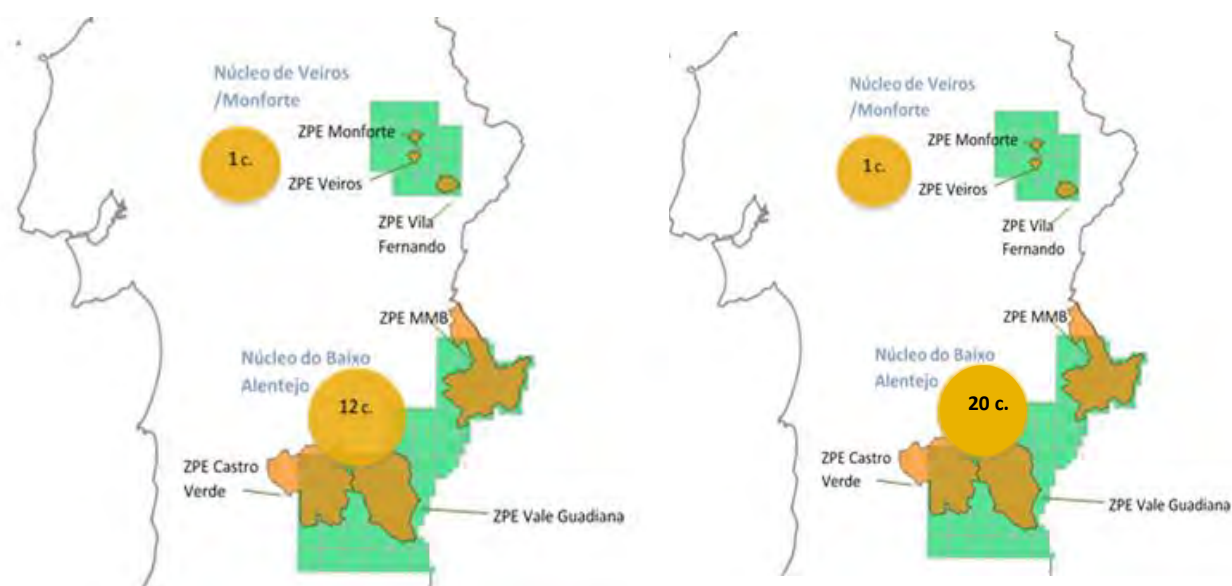 Núcleo de Veiros
/Monforte
ZPE Monforte
1 c.
ZPE Veiros
ZPE Vila
Fernando
ZPE MMB
Núcleo do Baixo
Alentejo
12 c.
ZPE Castro
Verde
ZPE Vale Guadiana
Núcleo de Veiros
/Monforte
ZPE Monforte
1 c.
ZPE Veiros
ZPE Vila
Fernando
ZPE MMB
Núcleo do Baixo
Alentejo
20 c.
ZPE Castro
Verde
ZPE Vale Guadiana